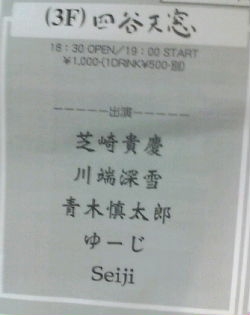 (3F) 四谷天窓
18:30 OPEN／19:00 START
¥1,000-(1DRINK¥500-別)
-----出演-----
芝崎貴慶
川端深雪
青木慎太郎
ゆーじ
Seiji